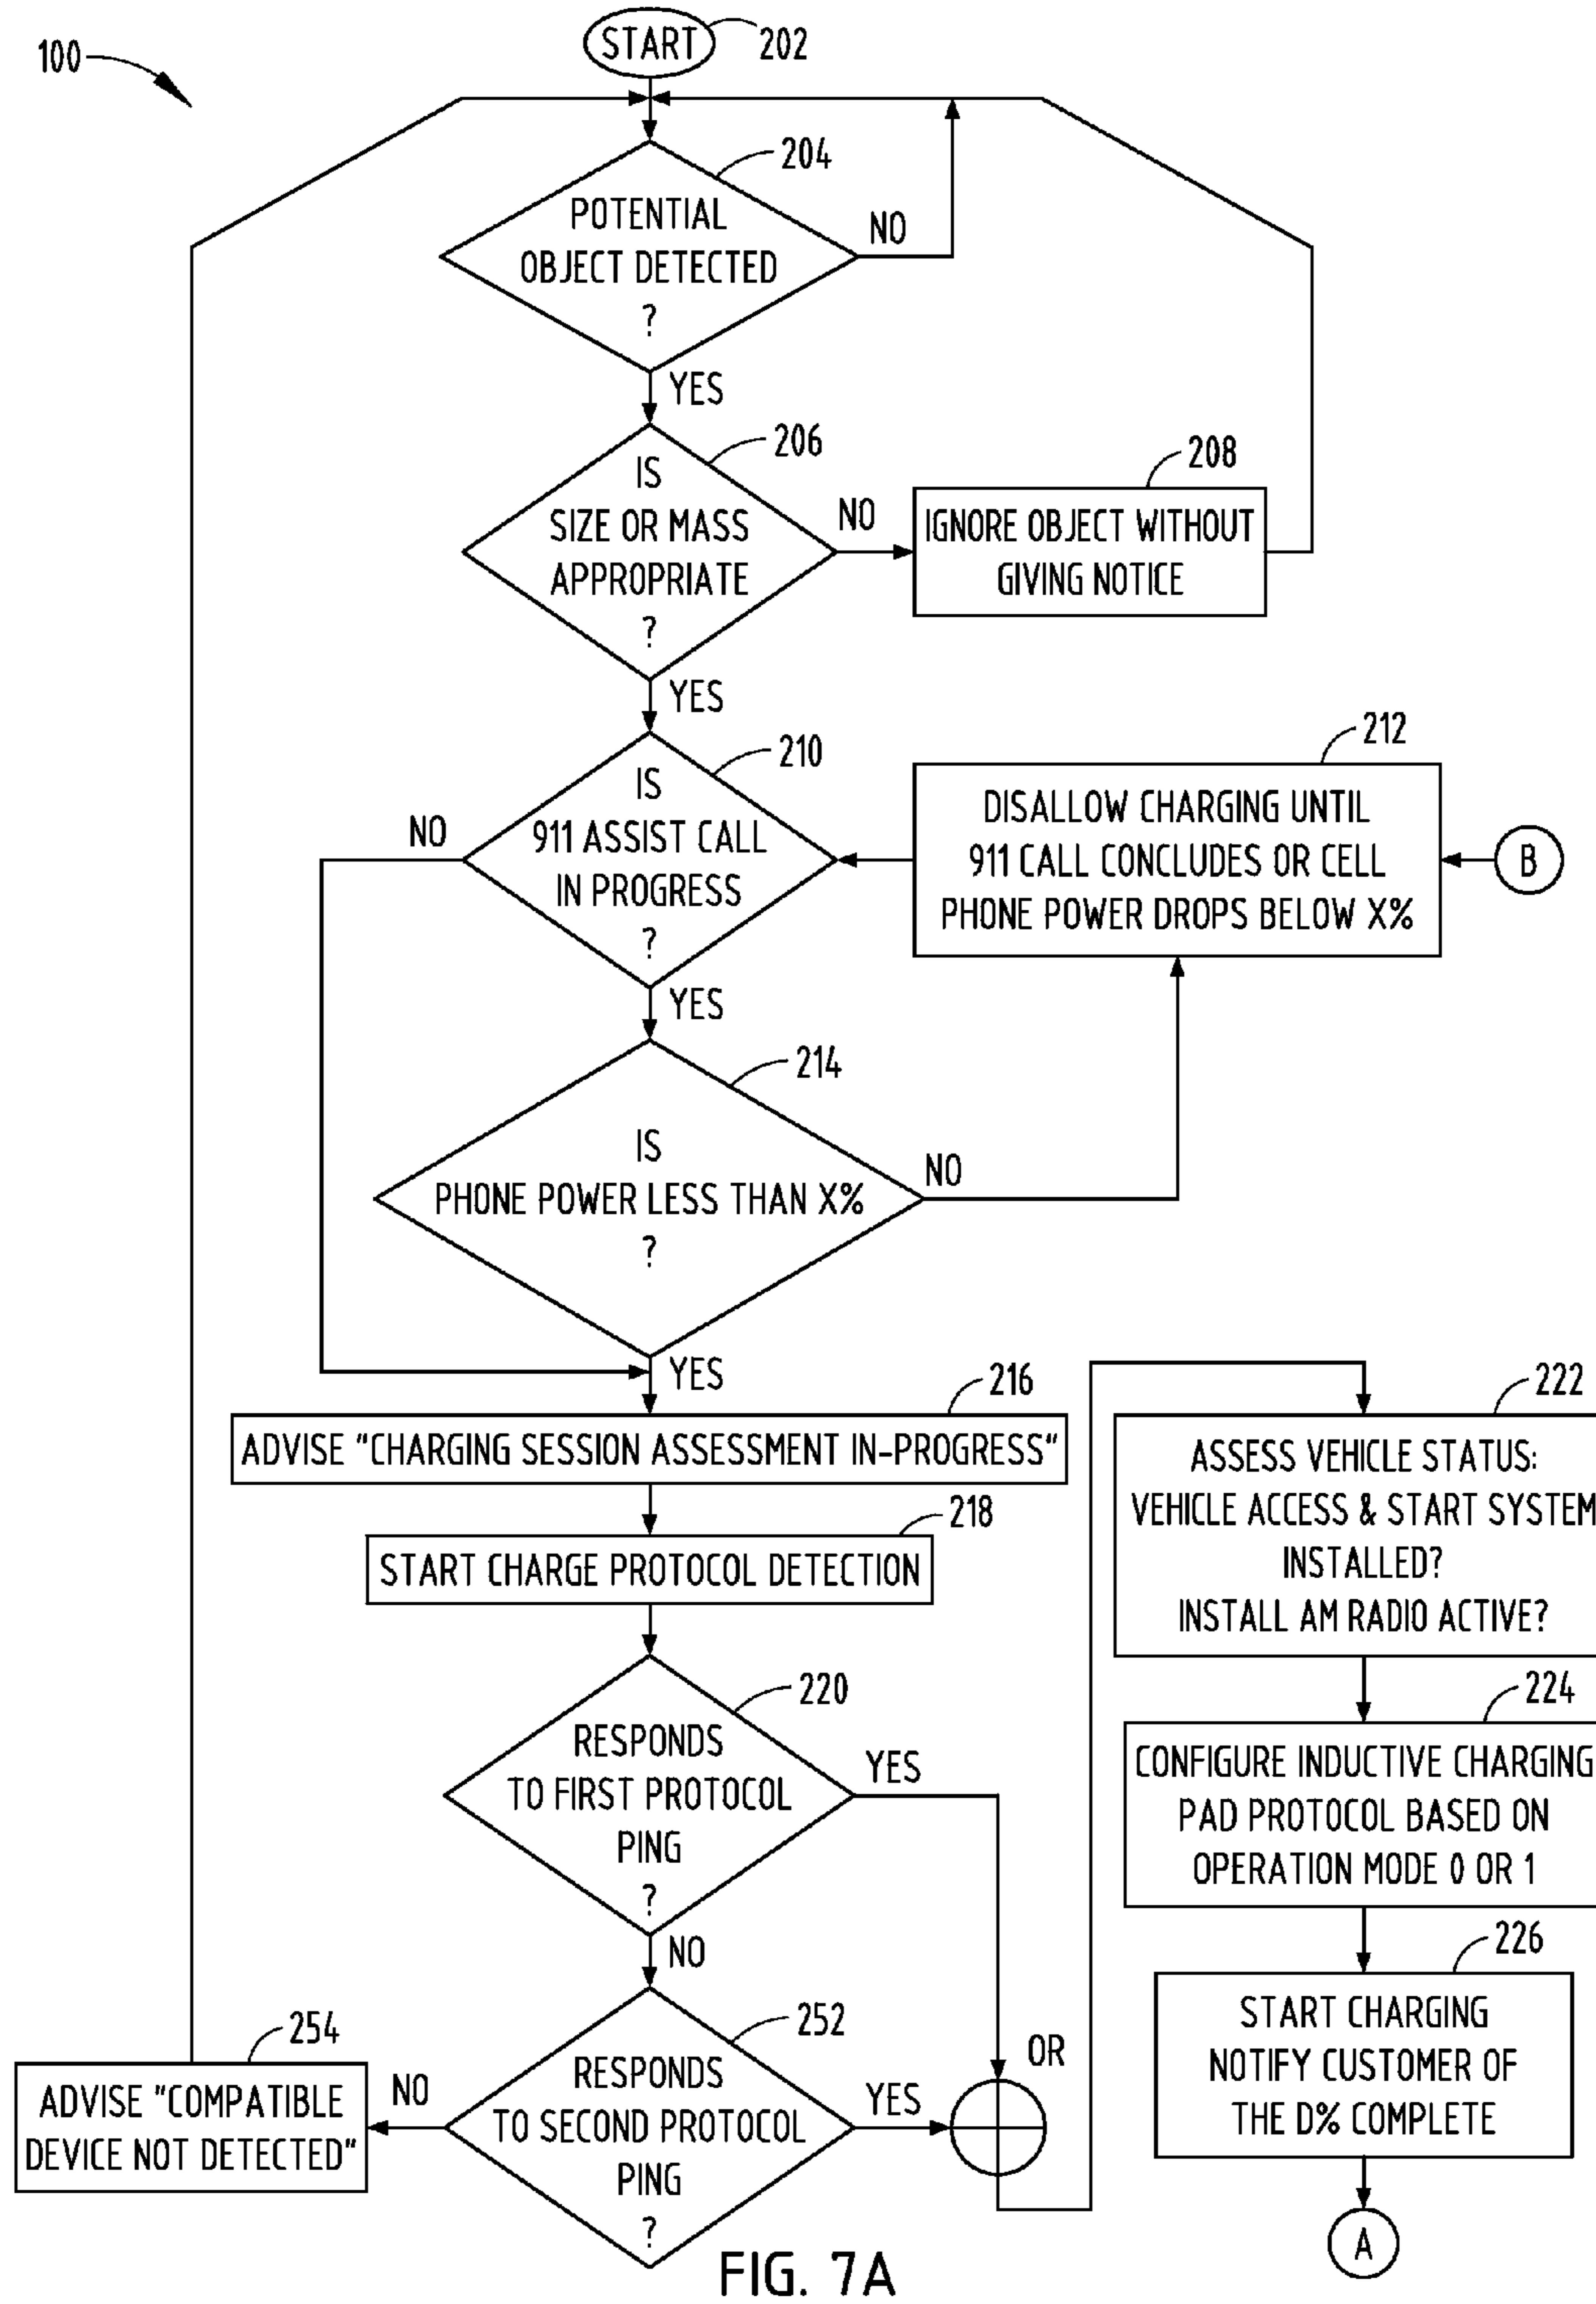 100
START
202
204
POTENTIAL
OBJECT DETECTED
?
NO
YES
206
IS
SIZE OR MASS
APPROPRIATE
?
NO
208
IGNORE OBJECT WITHOUT
GIVING NOTICE
YES
210
IS
911 ASSIST CALL
IN PROGRESS
?
NO
212
DISALLOW CHARGING UNTIL
911 CALL CONCLUDES OR CELL
PHONE POWER DROPS BELOW X%
B
YES
214
IS
PHONE POWER LESS THAN X%
?
NO
YES
216
ADVISE "CHARGING SESSION ASSESSMENT IN-PROGRESS"
218
START CHARGE PROTOCOL DETECTION
220
RESPONDS
TO FIRST PROTOCOL
PING
?
YES
NO
252
RESPONDS
TO SECOND PROTOCOL
PING
?
YES
OR
NO
254
ADVISE "COMPATIBLE
DEVICE NOT DETECTED"
222
ASSESS VEHICLE STATUS:
VEHICLE ACCESS & START SYSTEM
INSTALLED?
INSTALL AM RADIO ACTIVE?
224
CONFIGURE INDUCTIVE CHARGING
PAD PROTOCOL BASED ON
OPERATION MODE 0 OR 1
226
START CHARGING
NOTIFY CUSTOMER OF
THE D% COMPLETE
A
FIG. 7A